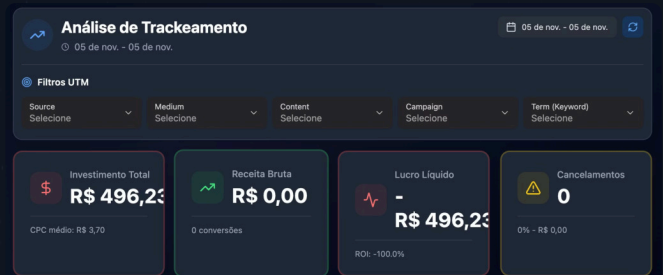 Análise de Trackeamento
05 de nov. - 05 de nov.
05 de nov. - 05 de nov.
Filtros UTM
Source
Selecione
Medium
Selecione
Content
Selecione
Campaign
Selecione
Term (Keyword)
Selecione
Investimento Total
R$ 496,23
CPC médio: R$ 3,70
Receita Bruta
R$ 0,00
0 conversões
Lucro Líquido
-
R$ 496,23
ROI: -100.0%
Cancelamentos
0
0% - R$ 0,00